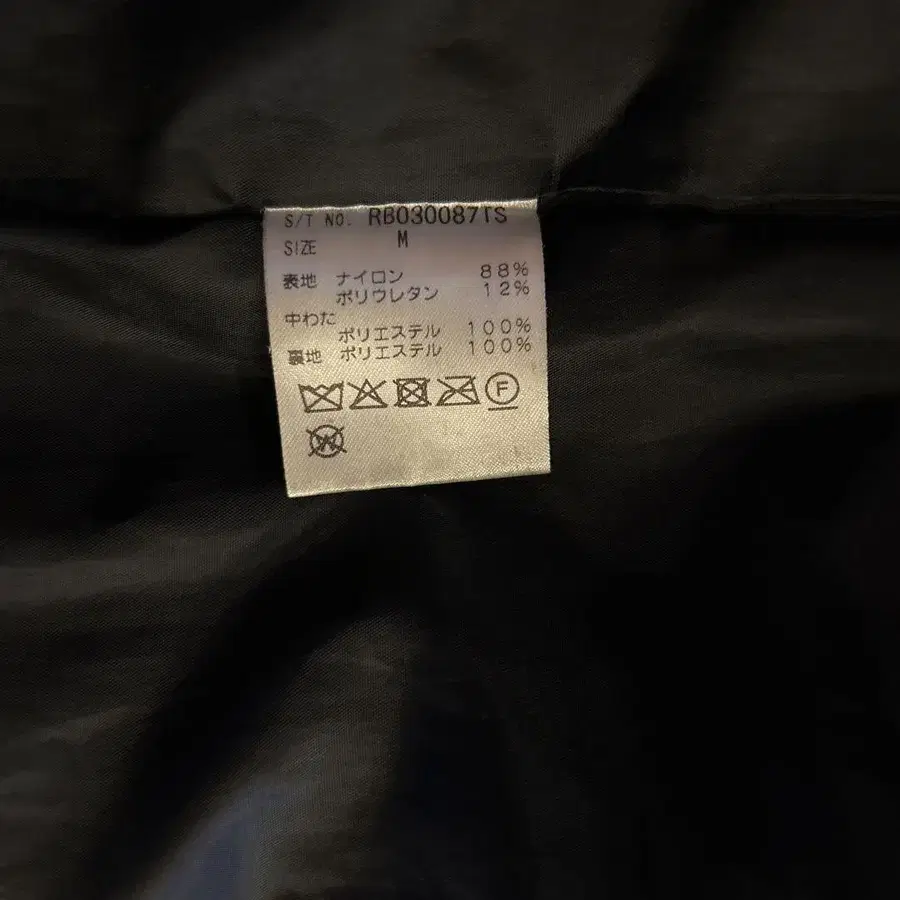 S/T NO. RB030087TS
SIZE M
表地 ナイロン 88%
ポリウレタン 12%
中わた
ポリエステル 100%
裏地 ポリエステル 100%
F
W